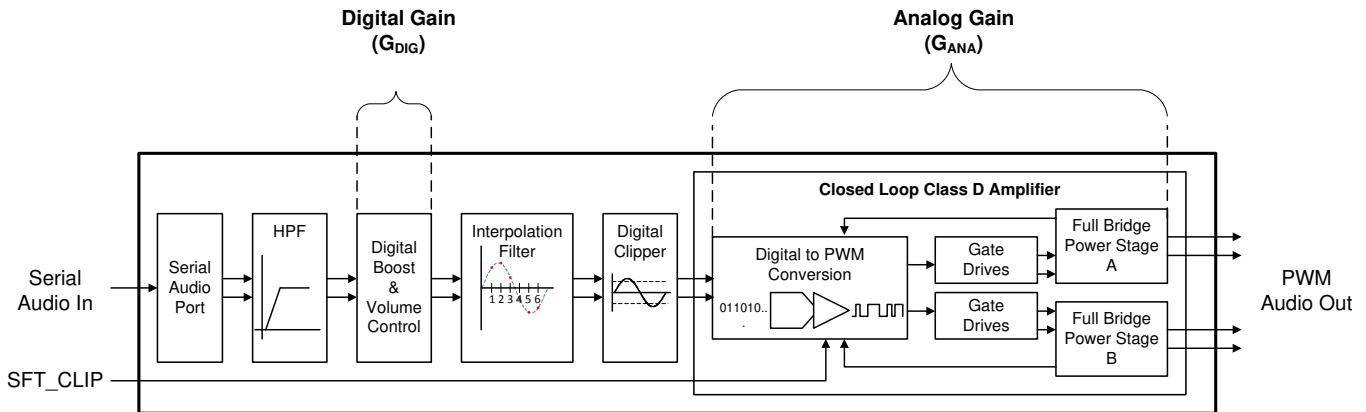 Digital Gain
(GDIG)
Analog Gain
(GANA)
Closed Loop Class D Amplifier
Serial
Audio In
Serial
Audio
Port
HPF
Digital
Boost
&
Volume
Control
Interpolation
Filter
1 2 3 4 5 6
Digital
Clipper
Digital to PWM
Conversion
011010..
.
Gate
Drives
Gate
Drives
Full Bridge
Power Stage
A
Full Bridge
Power Stage
B
PWM
Audio Out
SFT_CLIP